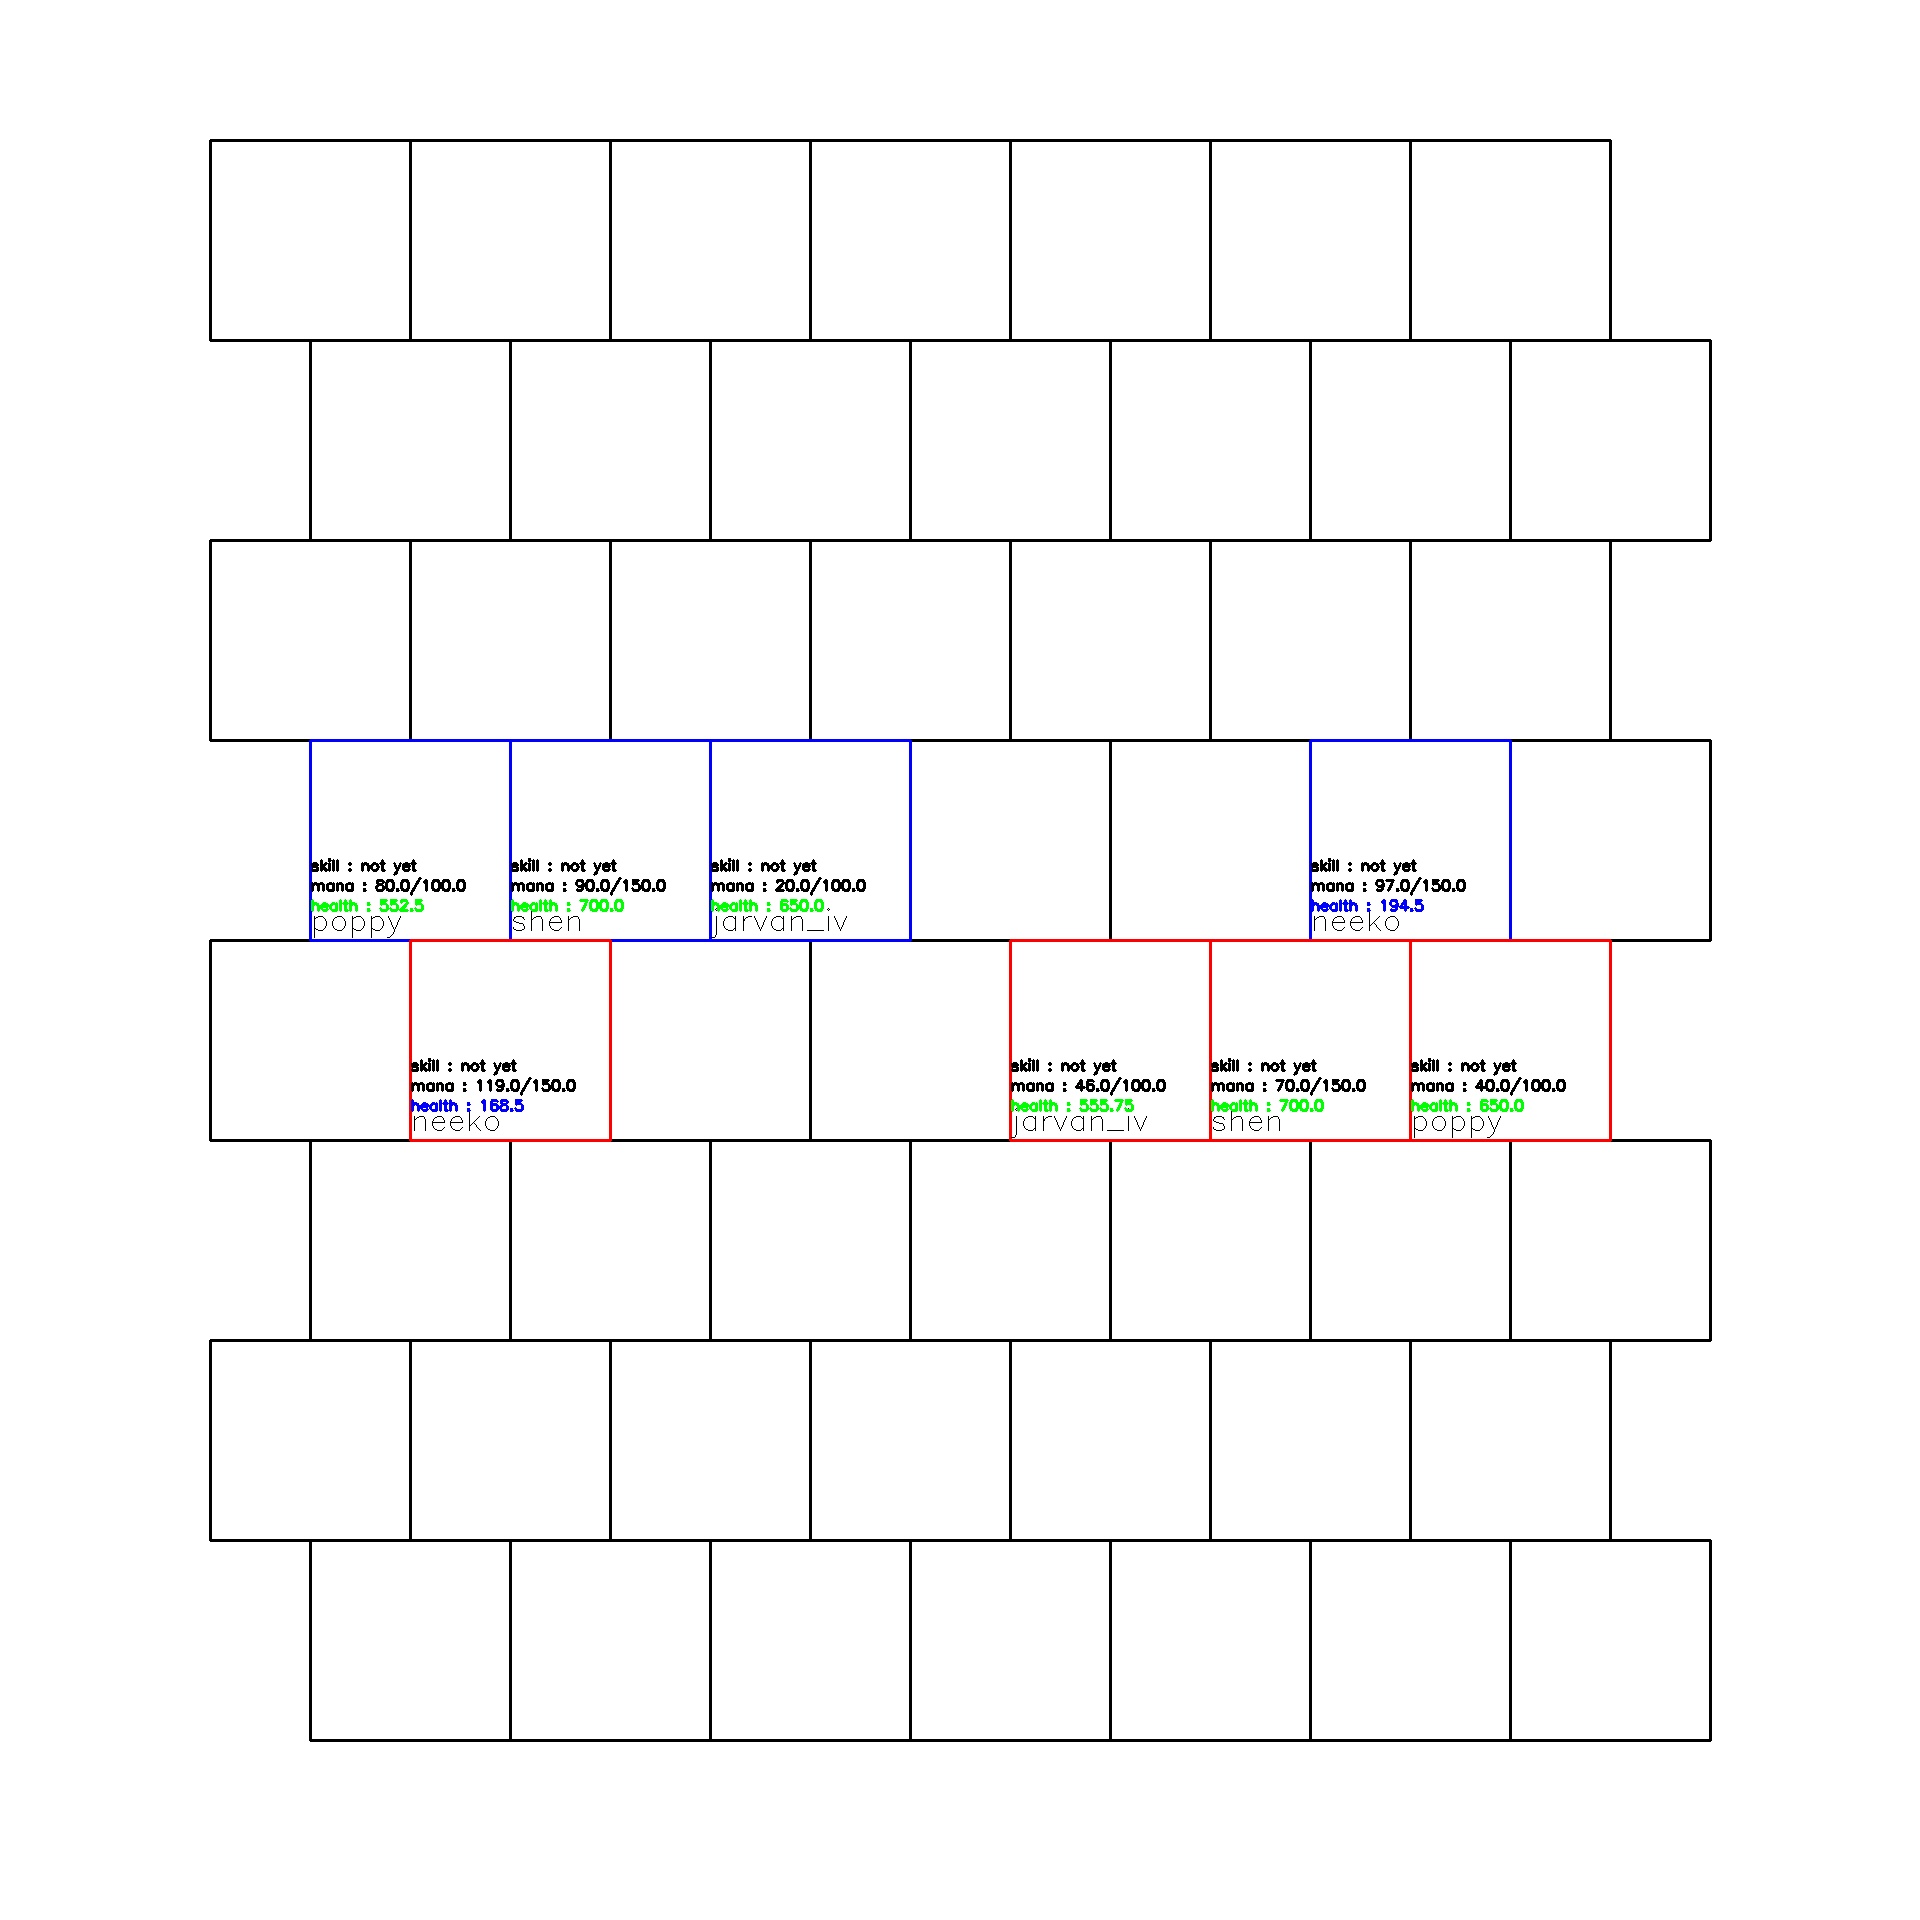 skill : not yet
mana : 80.0/100.0
health : 552.5
poppy
skill : not yet
mana : 90.0/150.0
health : 700.0
shen
skill : not yet
mana : 20.0/100.0
health : 650.0
jarvan_iv
skill : not yet
mana : 97.0/150.0
health : 194.5
neeko
skill : not yet
mana : 119.0/150.0
health : 168.5
neeko
skill : not yet
mana : 46.0/100.0
health : 555.75
jarvan_iv
skill : not yet
mana : 70.0/150.0
health : 700.0
shen
skill : not yet
mana : 40.0/100.0
health : 650.0
poppy